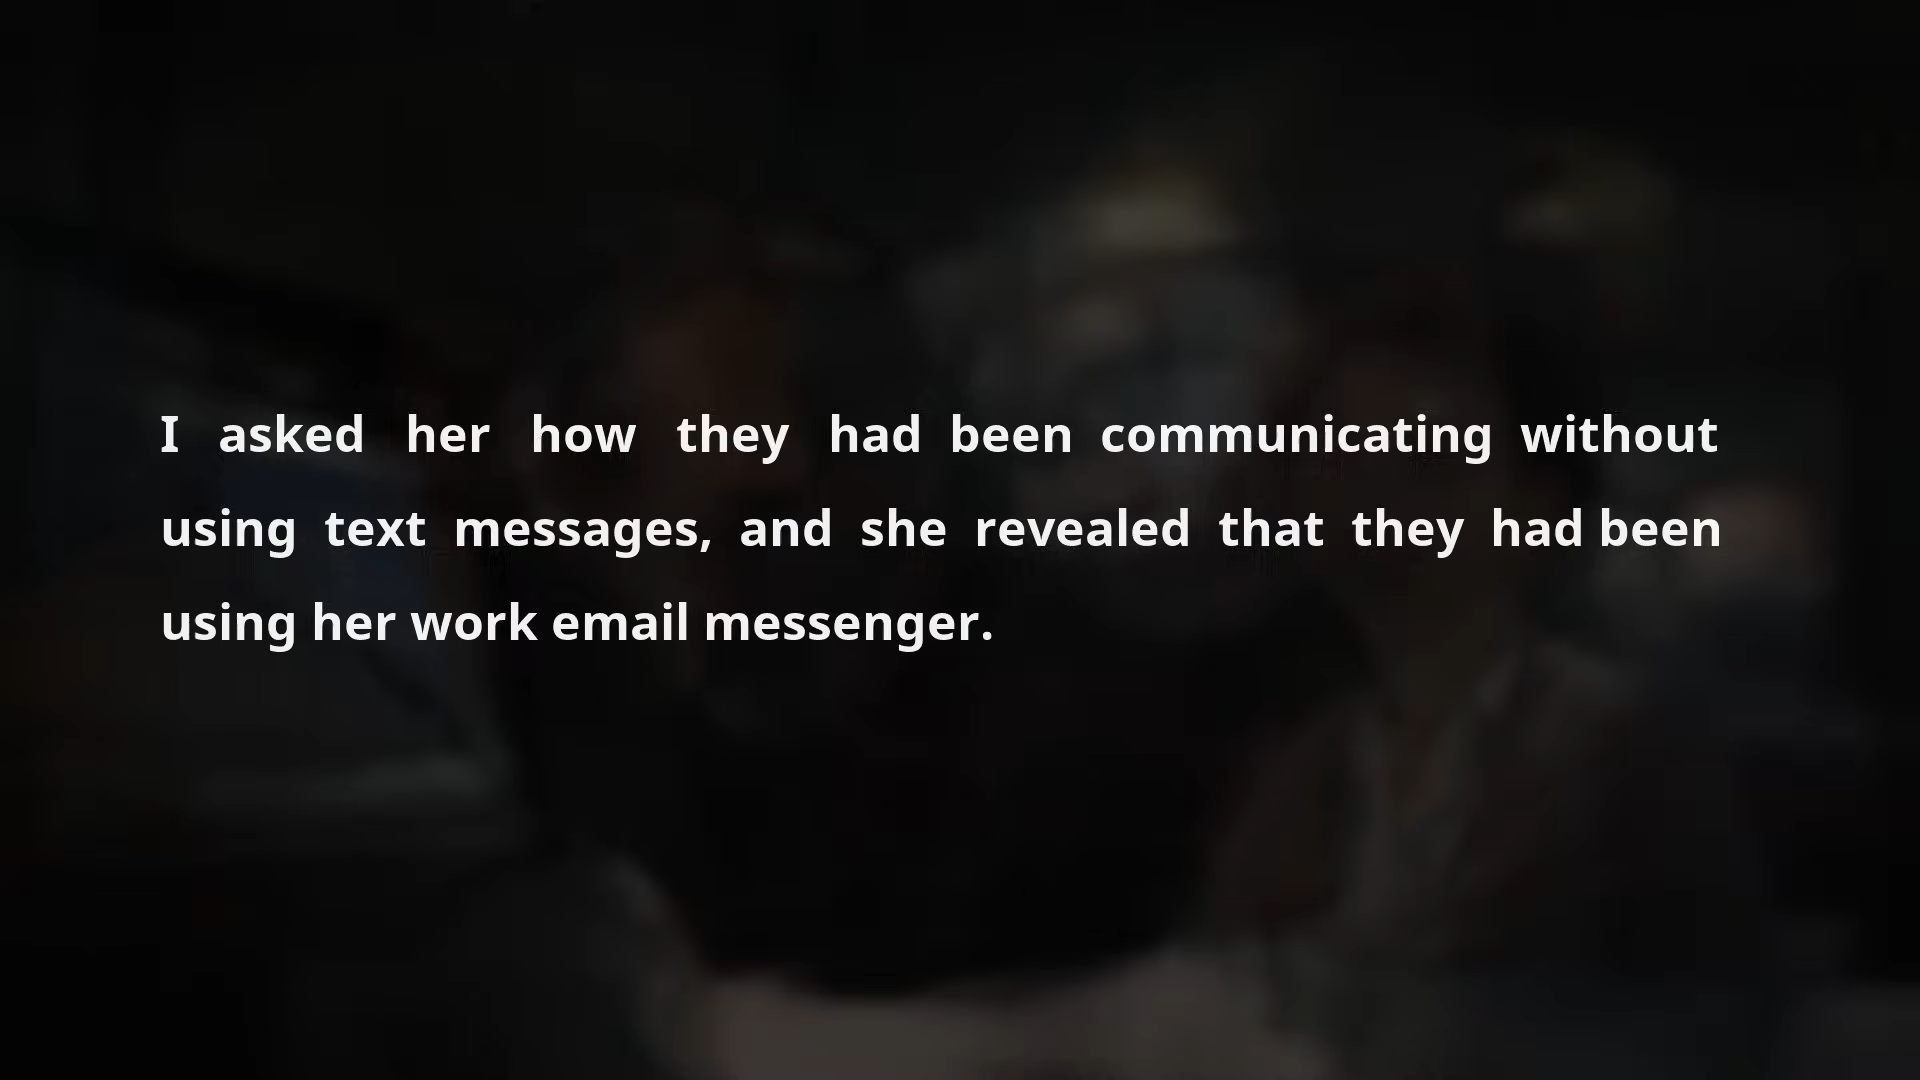 I asked her how they had been communicating without
using text messages, and she revealed that they had been
using her work email messenger.